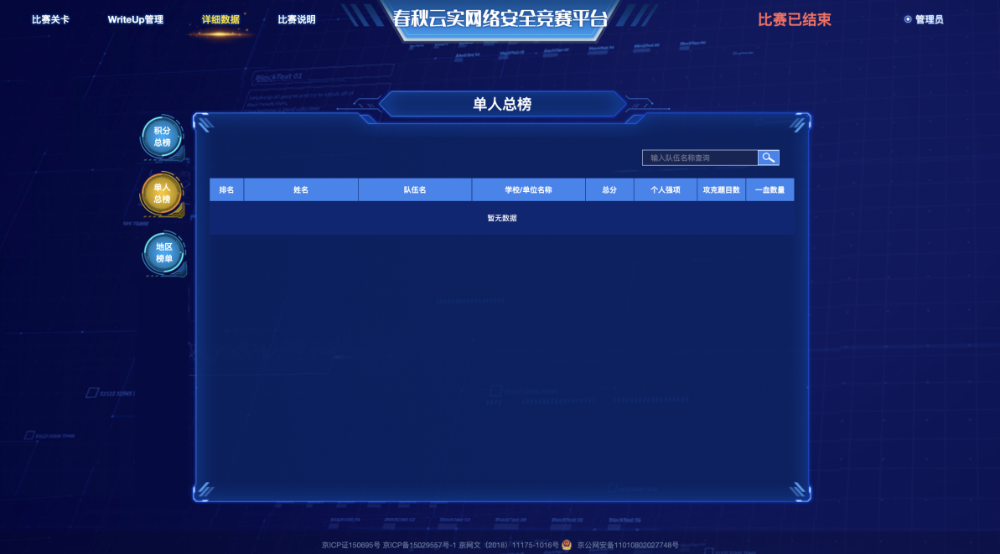 比赛关卡
WriteUp管理
详细数据
比赛说明
春秋云实网络安全竞赛平台
比赛已结束
管理员
BlockText 01
单人总榜
积分
总榜
单人
总榜
地区
榜单
输入队伍名称查询
排名 姓名 队伍名 学校/单位名称 总分 个人强项 攻克题目数 一血数量
暂无数据
京ICP证150695号 京ICP备15029557号-1 京网文（2018）11175-1016号 京公网安备11010802027748号